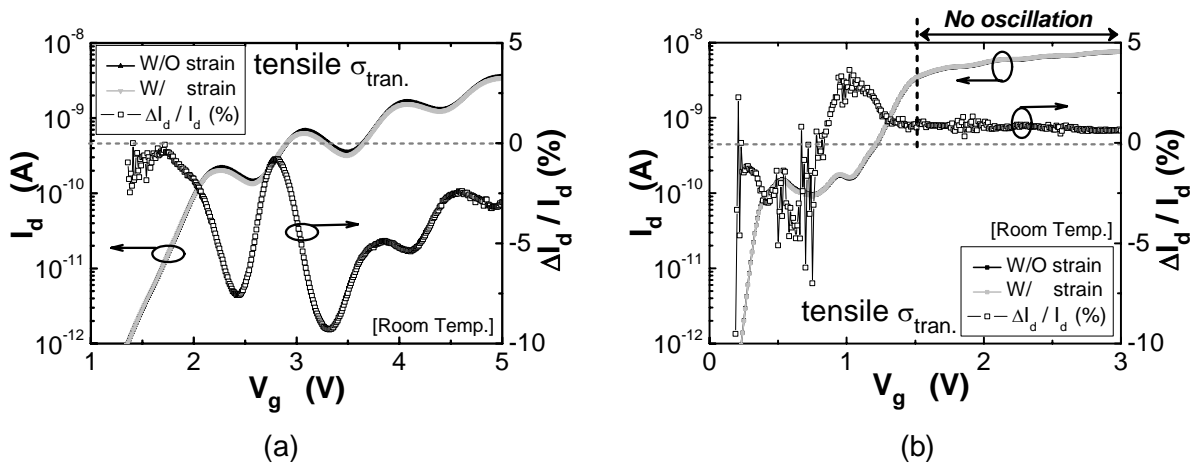 10⁻⁸
10⁻⁹
10⁻¹⁰
10⁻¹¹
10⁻¹²
I_d (A)
W/O strain
W/ strain
ΔI_d / I_d (%)
tensile σ_tran.
[Room Temp.]
5
0
-5
-10
ΔI_d / I_d (%)
1 2 3 4 5
V_g (V)
(a)
No oscillation
10⁻⁸
10⁻⁹
10⁻¹⁰
10⁻¹¹
10⁻¹²
I_d (A)
[Room Temp.]
W/O strain
W/ strain
ΔI_d / I_d (%)
tensile σ_tran.
5
0
-5
-10
ΔI_d / I_d (%)
0 1 2 3
V_g (V)
(b)